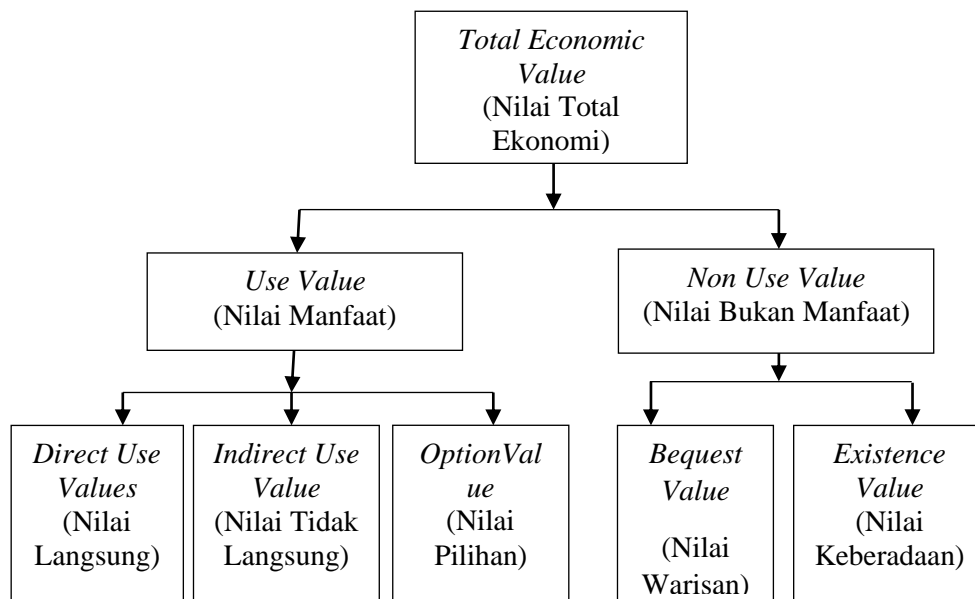 Total Economic
Value
(Nilai Total
Ekonomi)
Use Value
(Nilai Manfaat)
Non Use Value
(Nilai Bukan Manfaat)
Direct Use
Values
(Nilai
Langsung)
Indirect Use
Value
(Nilai Tidak
Langsung)
OptionVal
ue
(Nilai
Pilihan)
Bequest
Value
(Nilai
Warisan)
Existence
Value
(Nilai
Keberadaan)